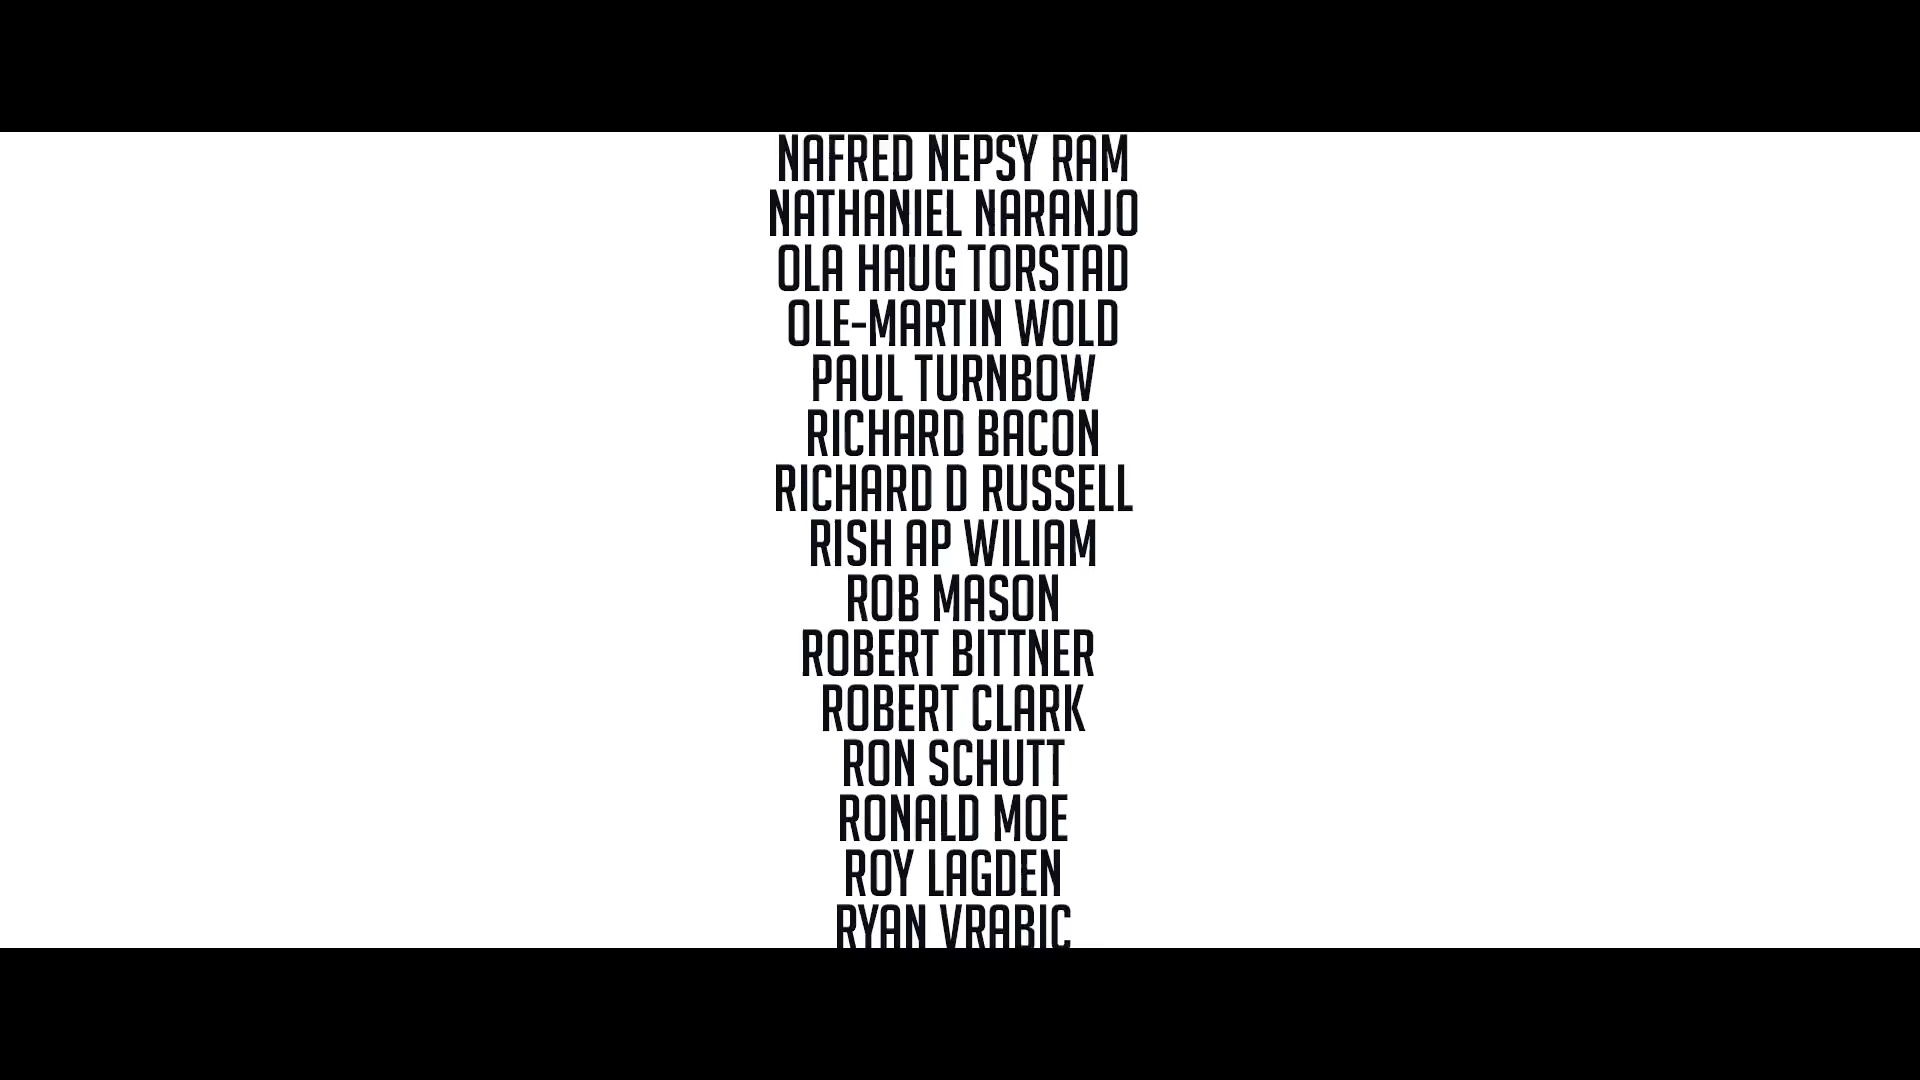 NAFRED NEPSY RAM
NATHANIEL NARANJO
OLA HAUG TORSTAD
OLE-MARTIN WOLD
PAUL TURNBOW
RICHARD BACON
RICHARD D RUSSELL
RISH AP WILIAM
ROB MASON
ROBERT BITTNER
ROBERT CLARK
RON SCHUTT
RONALD MOE
ROY LAGDEN
RYAN VRABIC